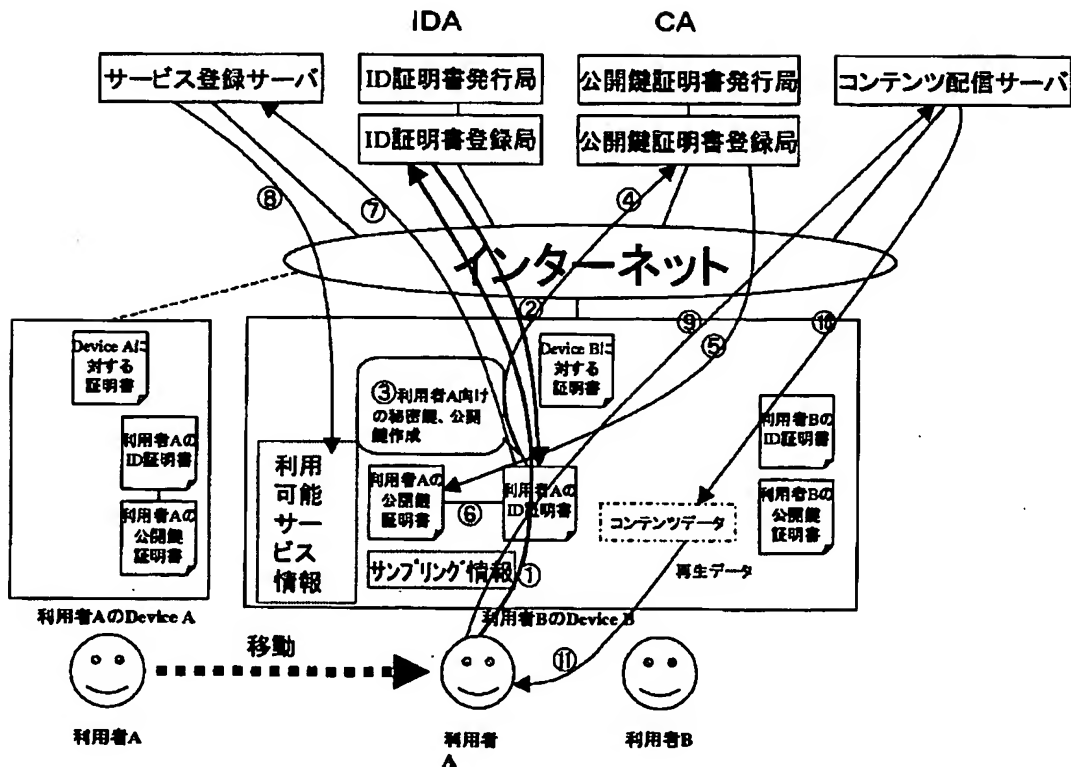 IDA
CA
サービス登録サーバ
ID証明書発行局
公開鍵証明書発行局
コンテンツ配信サーバ
ID証明書登録局
公開鍵証明書登録局
⑧
⑦
④
インターネット
②
⑨
⑩
⑤
Device Aに
対する
証明書
利用者Aの
ID証明書
利用者Aの
公開鍵
証明書
利用者AのDevice A
Device Bに
対する
証明書
③利用者A向け
の秘密鍵、公開
鍵作成
利用
可能
サー
ビス
情報
利用者Aの
公開鍵
証明書
⑥
利用者Aの
ID証明書
サンプリング情報
①
コンテンツデータ
再生データ
利用者Bの
ID証明書
利用者Bの
公開鍵
証明書
利用者BのDevice B
移動
⑪
利用者A
利用者
A
利用者B